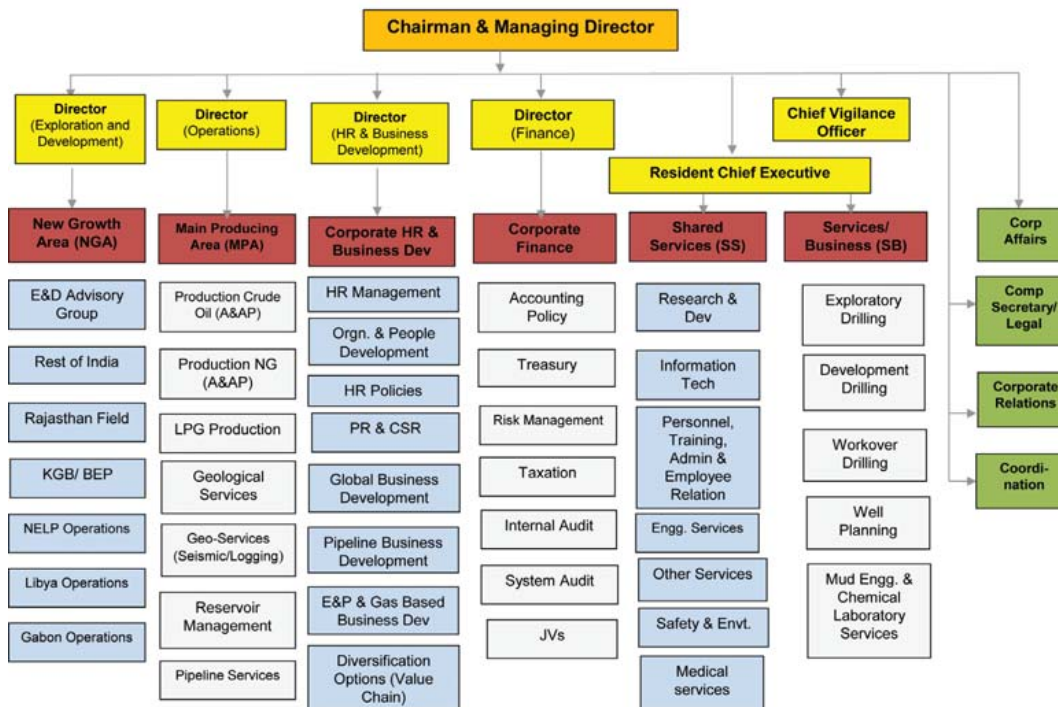 Chairman & Managing Director
Director
(Exploration and
Development)
Director
(Operations)
Director
(HR & Business
Development)
Director
(Finance)
Chief Vigilance
Officer
Resident Chief Executive
New Growth
Area (NGA)
Main Producing
Area (MPA)
Corporate HR &
Business Dev
Corporate
Finance
Shared
Services (SS)
Services/
Business (SB)
Corp
Affairs
E&D Advisory
Group
Rest of India
Rajasthan Field
KGB/ BEP
NELP Operations
Libya Operations
Gabon Operations
Production Crude
Oil (A&AP)
Production NG
(A&AP)
LPG Production
Geological
Services
Geo-Services
(Seismic/Logging)
Reservoir
Management
Pipeline Services
HR Management
Orgn. & People
Development
HR Policies
PR & CSR
Global Business
Development
Pipeline Business
Development
E&P & Gas Based
Business Dev
Diversification
Options (Value
Chain)
Accounting
Policy
Treasury
Risk Management
Taxation
Internal Audit
System Audit
JVs
Research &
Dev
Information
Tech
Personnel,
Training,
Admin &
Employee
Relation
Engg. Services
Other Services
Safety & Envt.
Medical
services
Exploratory
Drilling
Development
Drilling
Workover
Drilling
Well
Planning
Mud Engg. &
Chemical
Laboratory
Services
Comp
Secretary/
Legal
Corporate
Relations
Coordi-
nation